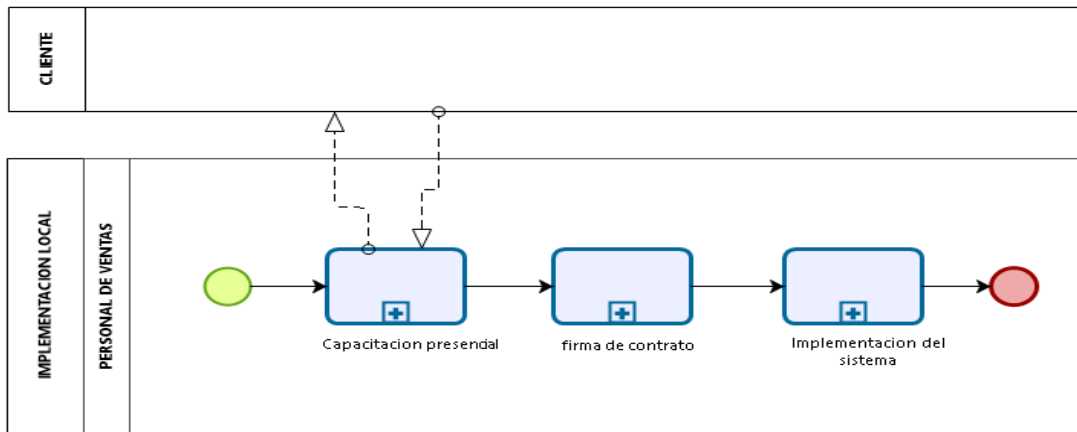 CLIENTE
IMPLEMENTACION LOCAL
PERSONAL DE VENTAS
Capacitacion presencial
firma de contrato
Implementacion del
sistema